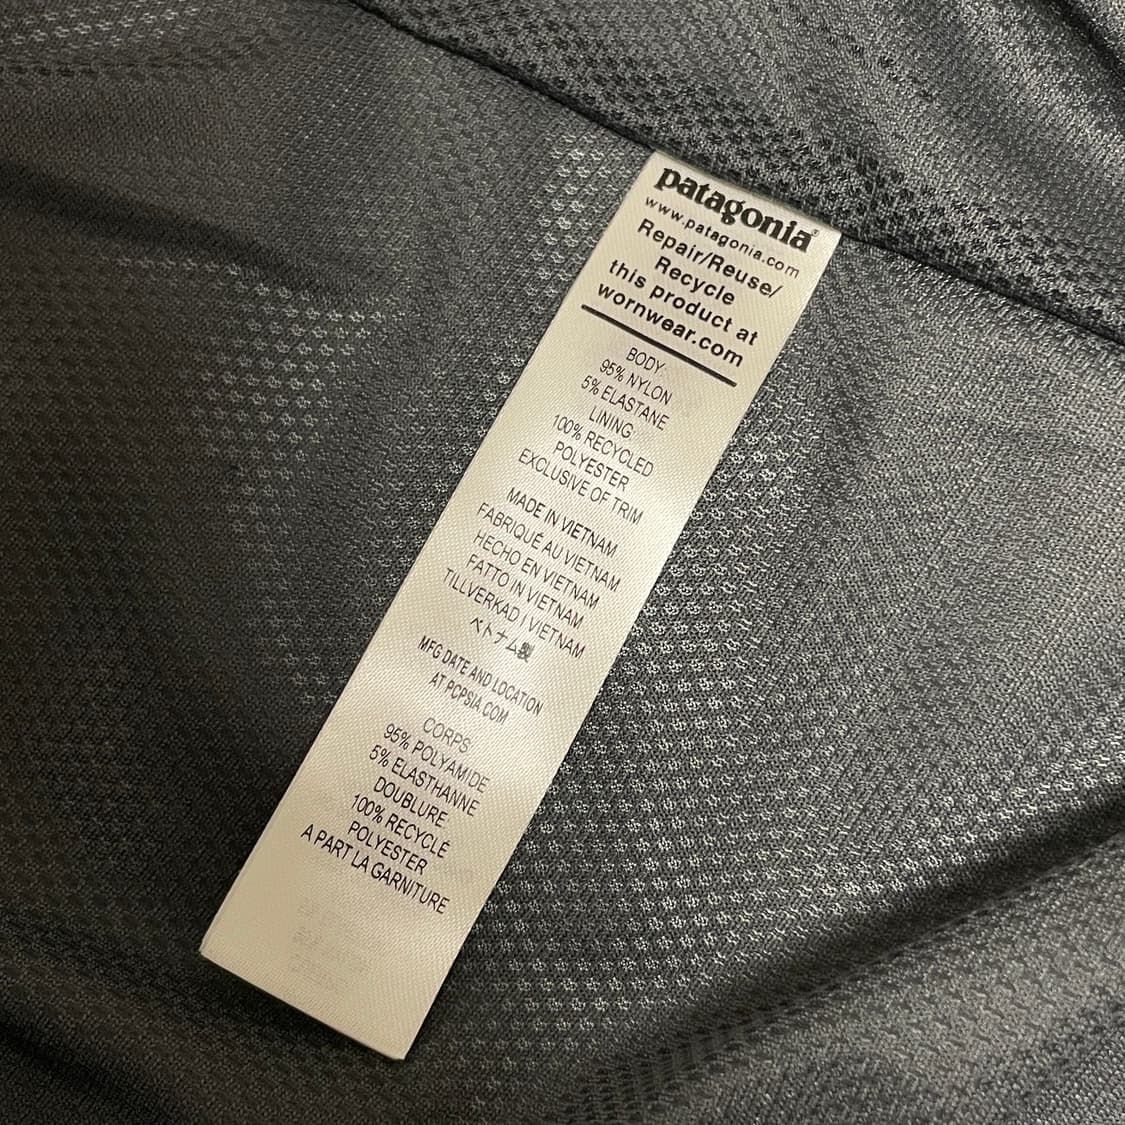 patagonia®
www.patagonia.com
Repair/Reuse/
Recycle
this product at
wornwear.com
BODY:
95% NYLON
5% ELASTANE
LINING:
100% RECYCLED
POLYESTER
EXCLUSIVE OF TRIM
MADE IN VIETNAM
FABRIQUÉ AU VIETNAM
HECHO EN VIETNAM
FATTO IN VIETNAM
TILLVERKAD I VIETNAM
ベトナム製
MFG DATE AND LOCATION
AT PCPSIA.COM
CORPS:
95% POLYAMIDE
5% ELASTHANNE
DOUBLURE:
100% RECYCLÉ
POLYESTER
A PART LA GARNITURE